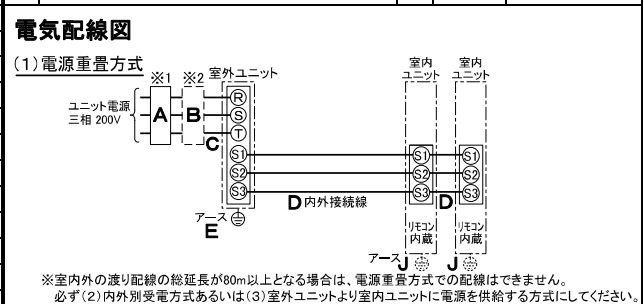 電気配線図
(1)電源重畳方式
※1 ※2 室外ユニット
室内ユニット 室内ユニット
ユニット電源
三相 200V
A B C
R
S
T
S1 S1 S1
S2 S2 S2
S3 S3 S3
D 内外接続線 D
アース
E
リモコン内蔵 リモコン内蔵
アース J J
※室内外の渡り配線の総延長が80m以上となる場合は、電源重畳方式での配線はできません。
必ず(2)内外別受電方式あるいは(3)室外ユニットより室内ユニットに電源を供給する方式にしてください。